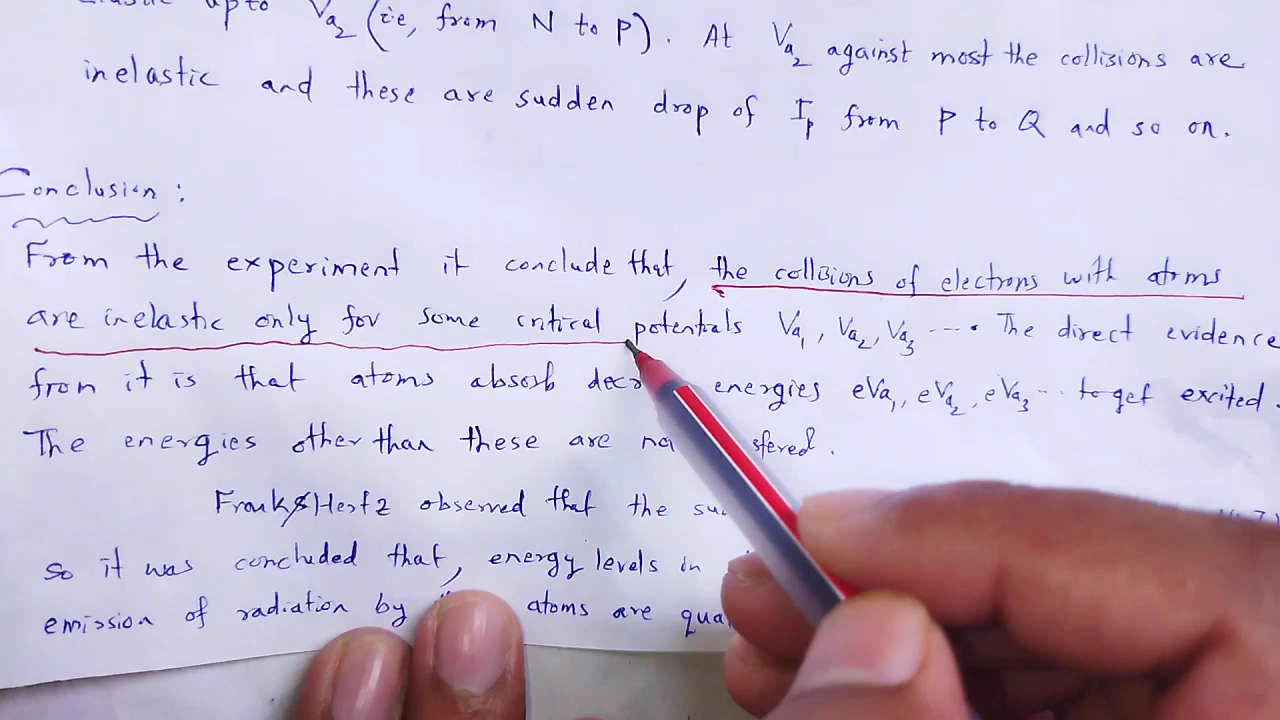 upto Va2 (ie, from N to P). At Va2 against most the collisions are
inelastic and these are sudden drop of Ip from P to Q and so on.
Conclusion :
From the experiment it conclude that, the collisions of electrons with atoms
are inelastic only for some critical potentials Va1, Va2, Va3 ---. The direct evidence
from it is that atoms absorb energies eVa1, eVa2, eVa3 ... to get excited.
The energies other than these are
Frank & Hertz observed that the
so it was concluded that, energy levels in
emission of radiation by atoms are